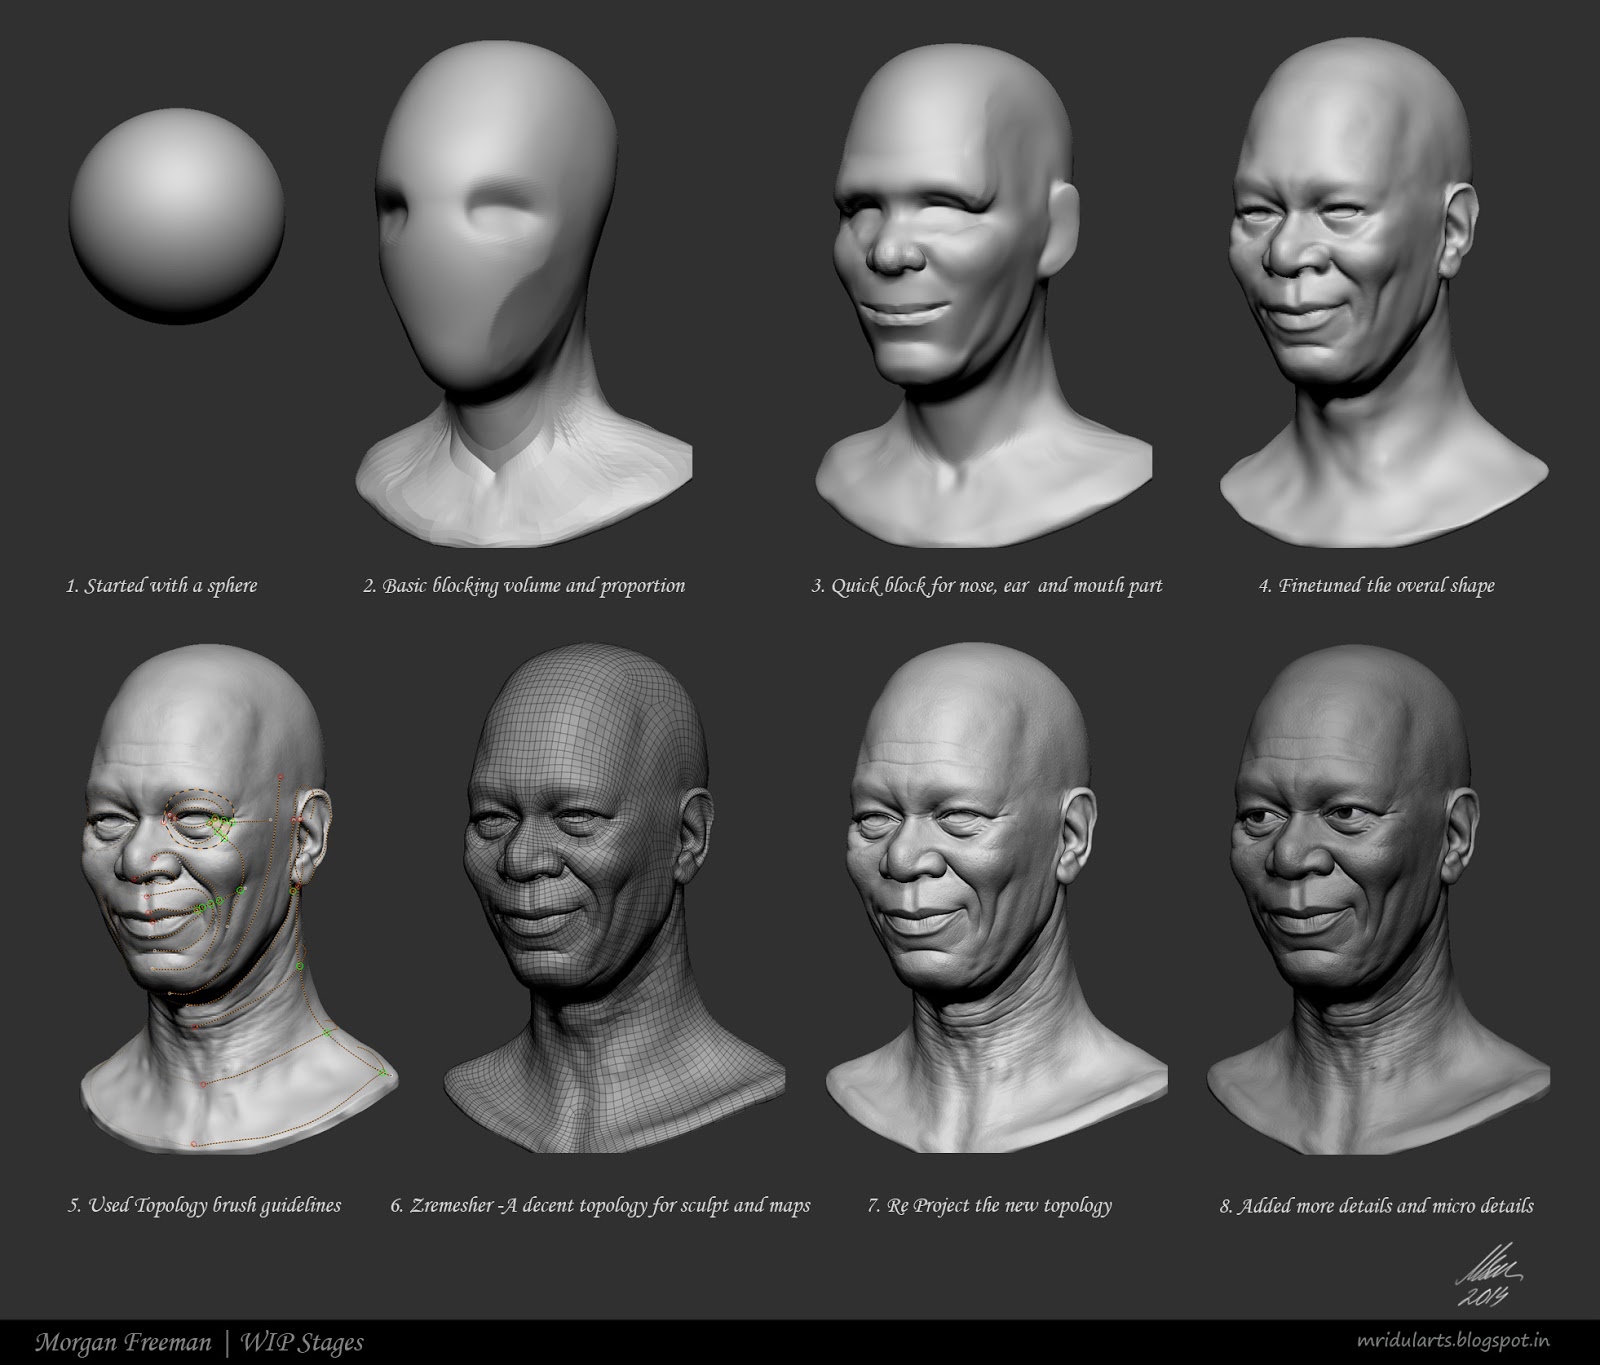 1. Started with a sphere
2. Basic blocking volume and proportion
3. Quick block for nose, ear and mouth part
4. Finetuned the overal shape
5. Used Topology brush guidelines
6. Zremesher -A decent topology for sculpt and maps
7. Re Project the new topology
8. Added more details and micro details
2014
Morgan Freeman | WIP Stages
mridularts.blogspot.in